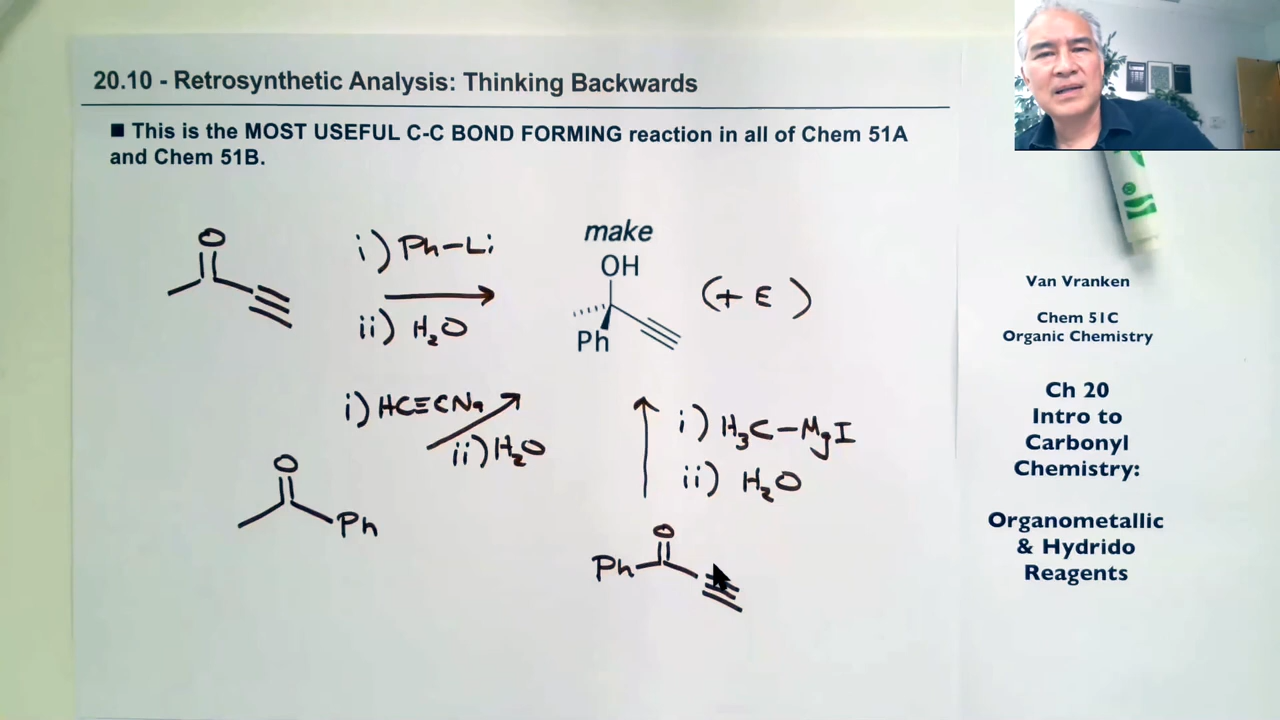 20.10 - Retrosynthetic Analysis: Thinking Backwards
■ This is the MOST USEFUL C-C BOND FORMING reaction in all of Chem 51A
and Chem 51B.
O
i) Ph-Li
ii) H₂O
make
OH
Ph
(+ E )
i) HC≡CNa
ii) H₂O
i) H₃C-MgI
ii) H₂O
O
Ph
O
Ph
Van Vranken
Chem 51C
Organic Chemistry
Ch 20
Intro to
Carbonyl
Chemistry:
Organometallic
& Hydrido
Reagents